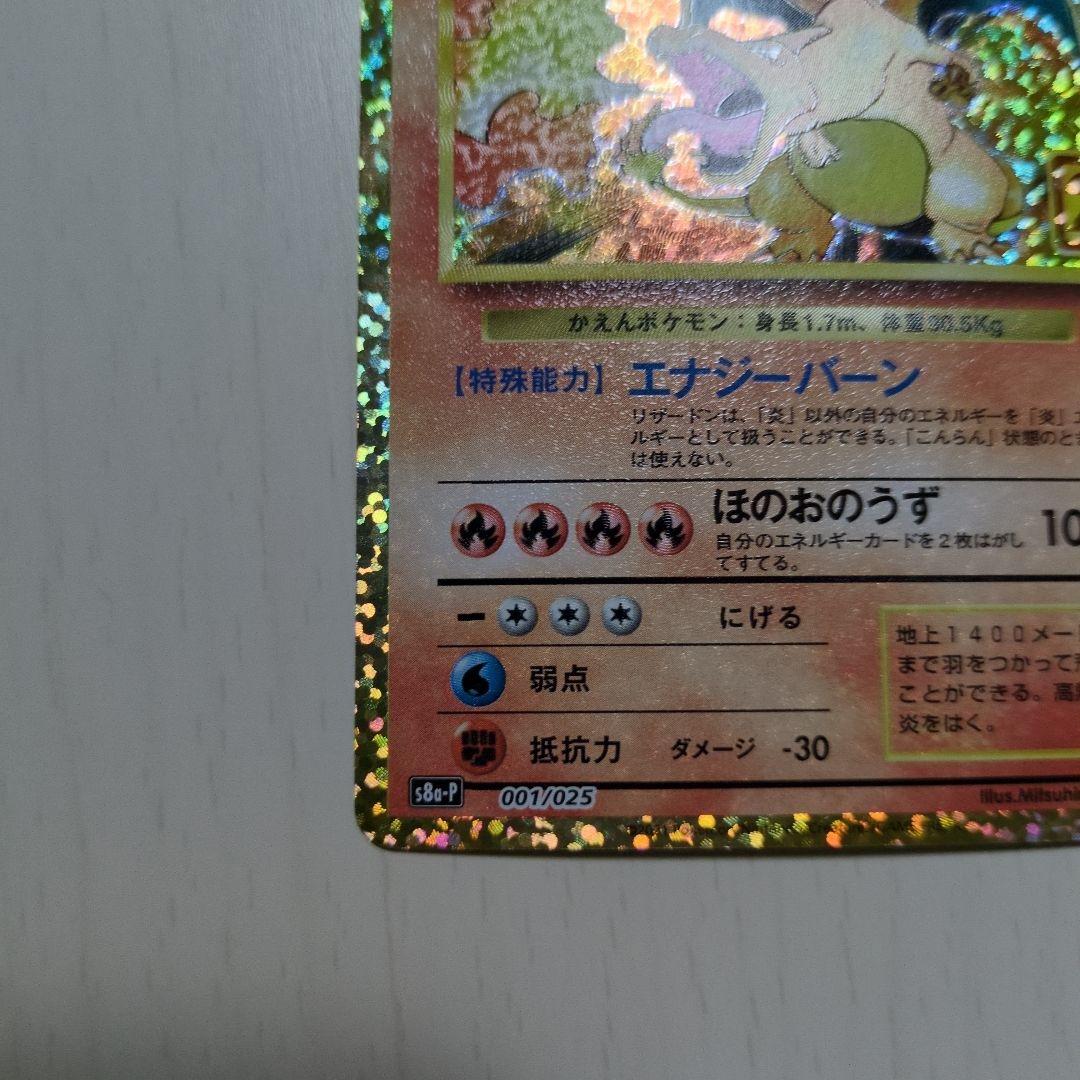 かえんポケモン：身長1.7m、体重90.5Kg
【特殊能力】 エナジーバーン
リザードンは、「炎」以外の自分のエネルギーを「炎」エ
ルギーとして扱うことができる。「こんらん」状態のとき
は使えない。
ほのおのうず
10
自分のエネルギーカードを２枚はがし
てすてる。
ー にげる
弱点
抵抗力 ダメージ -30
地上１４００メー
まで羽をつかって
ことができる。高
炎をはく。
s8a-P 001/025
Illus.Mitsuhi